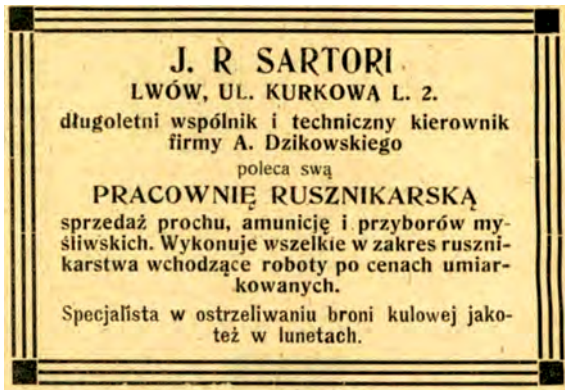 J. R SARTORI
LWÓW, UL. KURKOWA L. 2.
długoletni wspólnik i techniczny kierownik
firmy A. Dzikowskiego
poleca swą
PRACOWNIĘ RUSZNIKARSKĄ
sprzedaż prochu, amunicję i przyborów my-
śliwskich. Wykonuje wszelkie w zakres ruszni-
karstwa wchodzące roboty po cenach umiar-
kowanych.
Specjalista w ostrzeliwaniu broni kulowej jako-
też w lunetach.